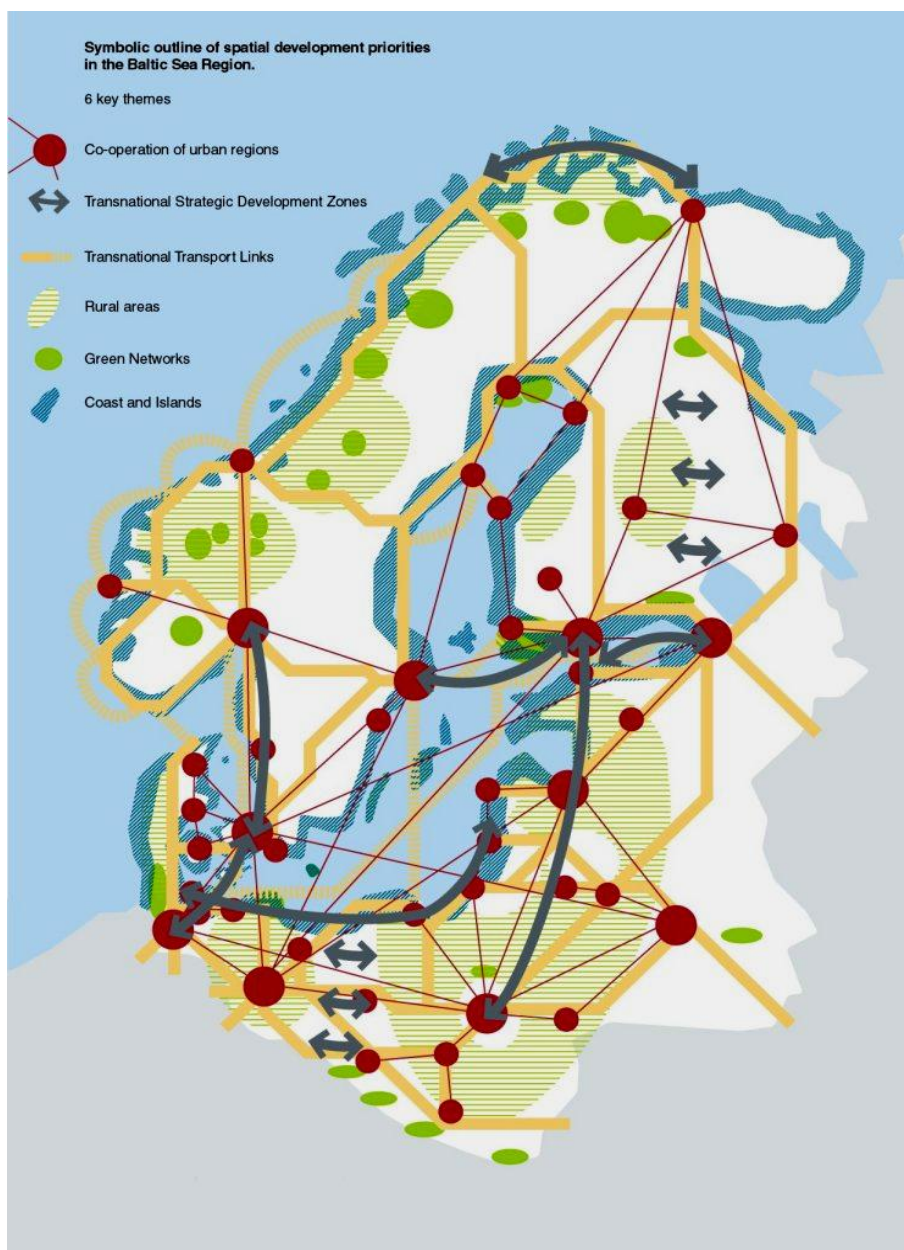 Symbolic outline of spatial development priorities
in the Baltic Sea Region.
6 key themes
Co-operation of urban regions
Transnational Strategic Development Zones
Transnational Transport Links
Rural areas
Green Networks
Coast and Islands